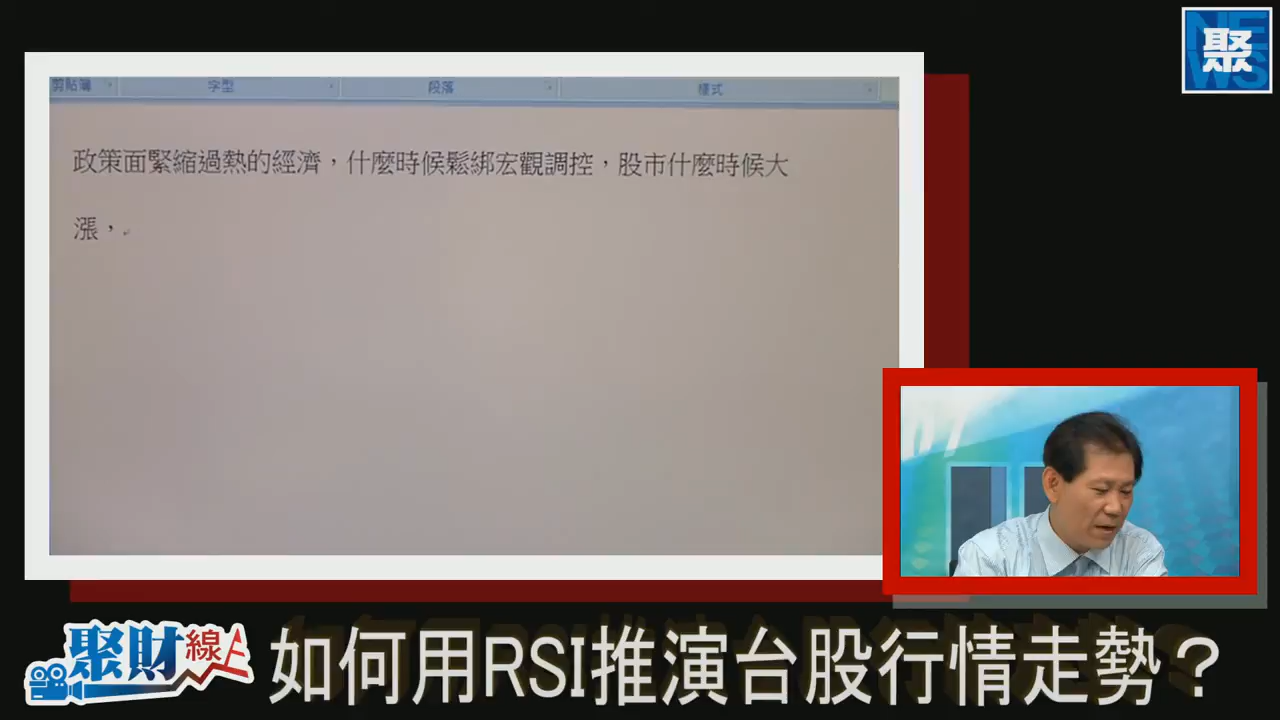 NEWS
聚
剪貼簿 字型 段落 樣式
政策面緊縮過熱的經濟，什麼時候鬆綁宏觀調控，股市什麼時候大
漲，
聚財線上
如何用RSI推演台股行情走勢？